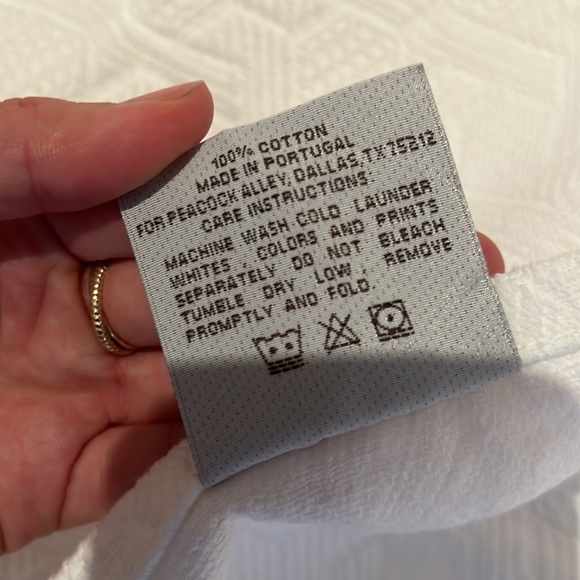 100% COTTON
MADE IN PORTUGAL
FOR PEACOCK ALLEY, DALLAS, TX 75212
CARE INSTRUCTIONS
MACHINE WASH COLD. LAUNDER
WHITES , COLORS AND PRINTS
SEPARATELY DO NOT BLEACH
TUMBLE DRY LOW . REMOVE
PROMPTLY AND FOLD.